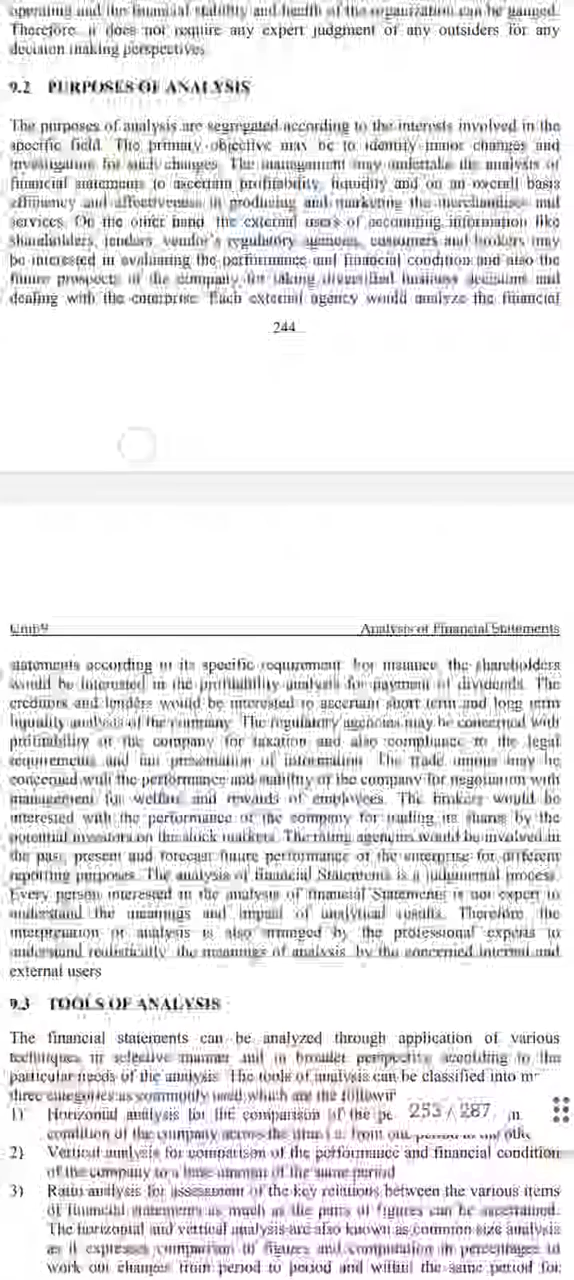 operating and the financial stability and health of the organization can be gauged.
Therefore it does not require any expert judgment of any outsiders for any
decision making perspectives
9.2 PURPOSES OF ANALYSIS
The purposes of analysis are segregated according to the interests involved in the
specific field. The primary objective may be to identify major changes and
investigation for such changes. The management may undertake the analysis of
financial statements to ascertain profitability, liquidity and on an overall basis
efficiency and effectiveness in producing and marketing the merchandise and
services. On the other hand the external users of accounting information like
shareholders, lenders, vendor's regulatory agencies, customers and brokers may
be interested in evaluating the performance and financial condition and also the
future prospects of the company for taking diversified business decisions and
dealing with the enterprise. Each external agency would analyze the financial
244
Unit-9 Analysis of Financial Statements
statements according to its specific requirement. For instance, the shareholders
would be interested in the profitability analysis for payment of dividends. The
creditors and lenders would be interested to ascertain short term and long term
liquidity analysis of the company. The regulatory agencies may be concerned with
profitability of the company for taxation and also compliance to the legal
requirements and fair presentation of information. The trade unions may be
concerned with the performance and stability of the company for negotiation with
management for welfare and rewards of employees. The brokers would be
interested with the performance of the company for trading its shares by the
potential investors on the stock markets. The rating agencies would be involved in
the past, present and forecast future performance of the enterprise for different
reporting purposes. The analysis of financial Statements is a judgmental process.
Every person interested in the analysis of financial Statements is not expert to
understand the meanings and impact of analytical results. Therefore the
interpretation of analysis is also arranged by the professional experts to
understand realistically the meanings of analysis by the concerned internal and
external users
9.3 TOOLS OF ANALYSIS
The financial statements can be analyzed through application of various
techniques in selective manner and in broader perspective according to the
particular needs of the analysis. The tools of analysis can be classified into
three categories as commonly used which are the
1) Horizontal analysis for the comparison of the
253 / 287
condition of the company across the from one period to
2) Vertical analysis for comparison of the performance and financial condition
of the company to a base amount of the same period
3) Ratio analysis for assessment of the key relations between the various items
of financial statements as much as the pairs of figures can be ascertained.
The horizontal and vertical analysis are also known as common size analysis
as it expresses comparison of figures and computation in percentages to
work out changes from period to period and within the same period for